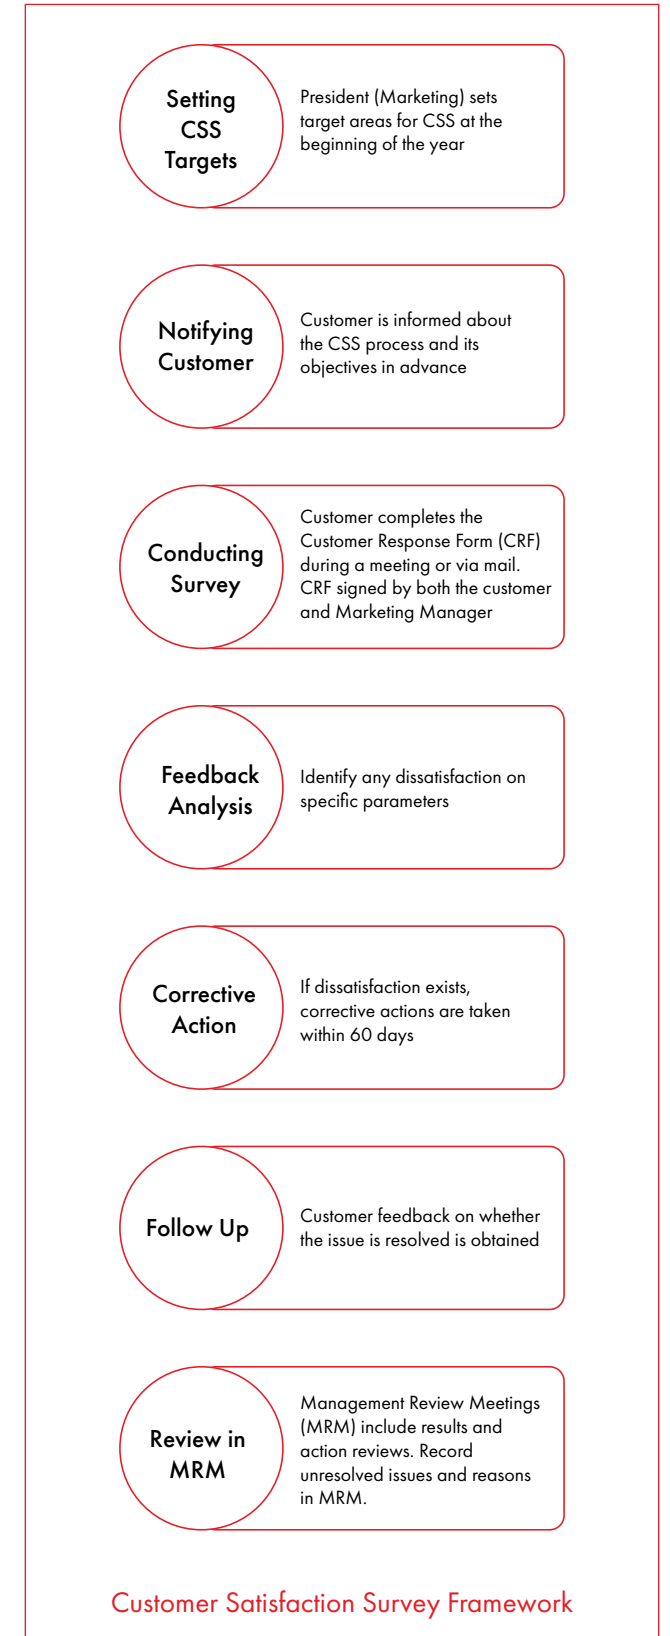 Setting
CSS
Targets
President (Marketing) sets
target areas for CSS at the
beginning of the year
Notifying
Customer
Customer is informed about
the CSS process and its
objectives in advance
Conducting
Survey
Customer completes the
Customer Response Form (CRF)
during a meeting or via mail.
CRF signed by both the customer
and Marketing Manager
Feedback
Analysis
Identify any dissatisfaction on
specific parameters
Corrective
Action
If dissatisfaction exists,
corrective actions are taken
within 60 days
Follow Up
Customer feedback on whether
the issue is resolved is obtained
Review in
MRM
Management Review Meetings
(MRM) include results and
action reviews. Record
unresolved issues and reasons
in MRM.
Customer Satisfaction Survey Framework